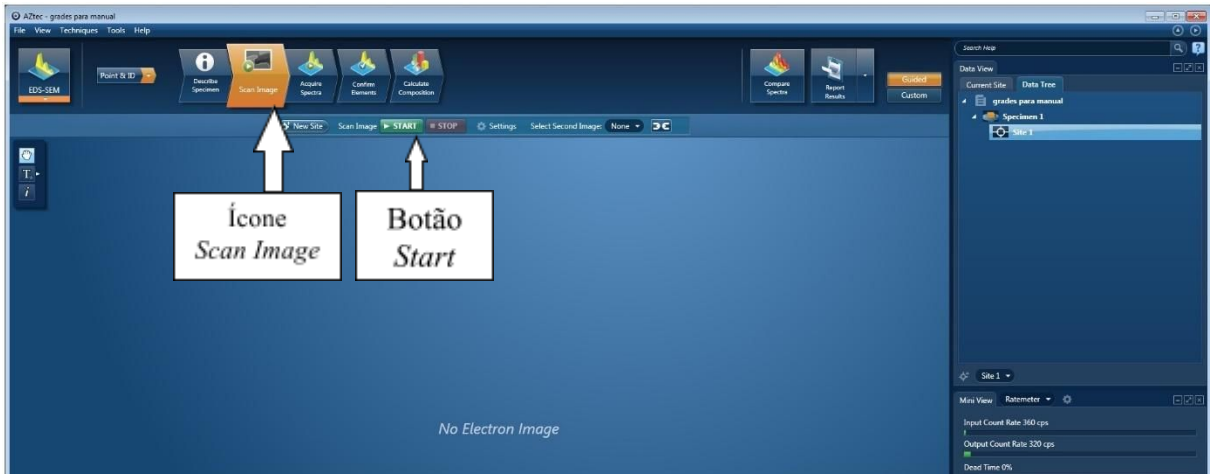 AZtec - grades para manual
File View Techniques Tools Help
EDS-SEM
Point & ID
Describe
Specimen
Scan Image
Acquire
Spectra
Confirm
Elements
Calculate
Composition
Compare
Spectra
Report
Results
Guided
Custom
New Site Scan Image START STOP Settings Select Second Image: None
T
i
Ícone
Scan Image
Botão
Start
No Electron Image
Search Help
?
Data View
Current Site Data Tree
grades para manual
Specimen 1
Site 1
Site 1
Mini View Ratemeter
Input Count Rate 360 cps
Output Count Rate 320 cps
Dead Time 0%